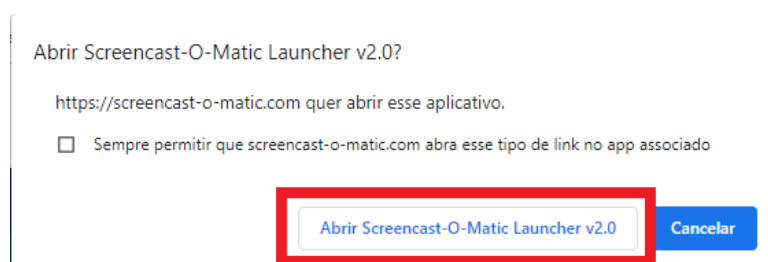 Abrir Screencast-O-Matic Launcher v2.0?
https://screencast-o-matic.com quer abrir esse aplicativo.
Sempre permitir que screencast-o-matic.com abra esse tipo de link no app associado
Abrir Screencast-O-Matic Launcher v2.0 Cancelar